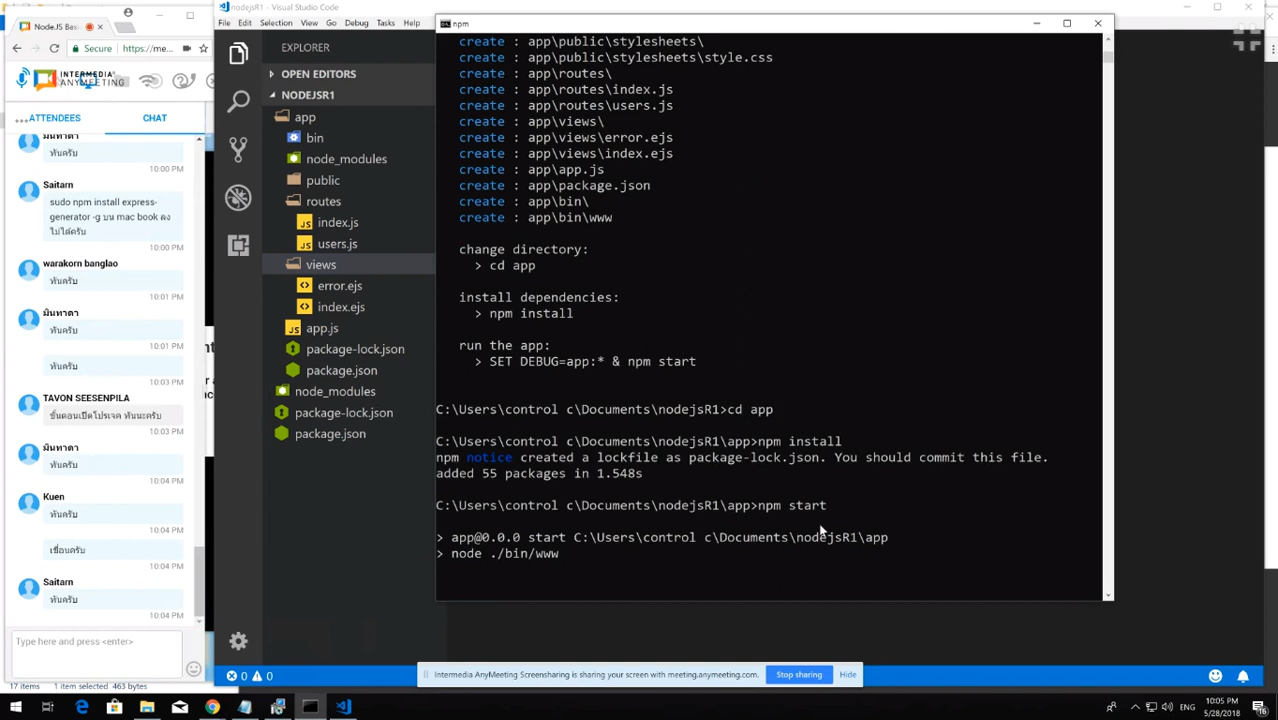 NodeJS Bas
Secure
https://me...
INTERMEDIA
ANYMEETING
ATTENDEES
CHAT
มินทาดา
ทันครับ
10:00 PM
Saitarn
sudo npm install express-
generator -g บน mac book ลง
ไม่ได้ครับ
10:00 PM
warakorn banglao
ทันครับ
10:01 PM
มินทาดา
ทันครับ
10:01 PM
ทันครับ
10:03 PM
TAVON SEESENPILA
ขั้นตอนเปิดโปรเจค ทันนะครับ
10:03 PM
มินทาดา
ทันครับ
10:04 PM
Kuen
ทันครับ
10:04 PM
เขื่อนครับ
10:04 PM
Saitarn
ทันครับ
10:04 PM
Type here and press <enter>
17 items 1 item selected 463 bytes
nodejsR1 - Visual Studio Code
File Edit Selection View Go Debug Tasks Help
EXPLORER
OPEN EDITORS
NODEJSR1
app
bin
node_modules
public
routes
index.js
users.js
views
error.ejs
index.ejs
app.js
package-lock.json
package.json
node_modules
package-lock.json
package.json
0 0
npm
create : app\public\stylesheets\
create : app\public\stylesheets\style.css
create : app\routes\
create : app\routes\index.js
create : app\routes\users.js
create : app\views\
create : app\views\error.ejs
create : app\views\index.ejs
create : app\app.js
create : app\package.json
create : app\bin\
create : app\bin\www
change directory:
> cd app
install dependencies:
> npm install
run the app:
> SET DEBUG=app:* & npm start
C:\Users\control c\Documents\nodejsR1>cd app
C:\Users\control c\Documents\nodejsR1\app>npm install
npm notice created a lockfile as package-lock.json. You should commit this file.
added 55 packages in 1.548s
C:\Users\control c\Documents\nodejsR1\app>npm start
> app@0.0.0 start C:\Users\control c\Documents\nodejsR1\app
> node ./bin/www
Intermedia AnyMeeting Screensharing is sharing your screen with meeting.anymeeting.com.
Stop sharing
Hide
ENG
10:05 PM
5/28/2018
16